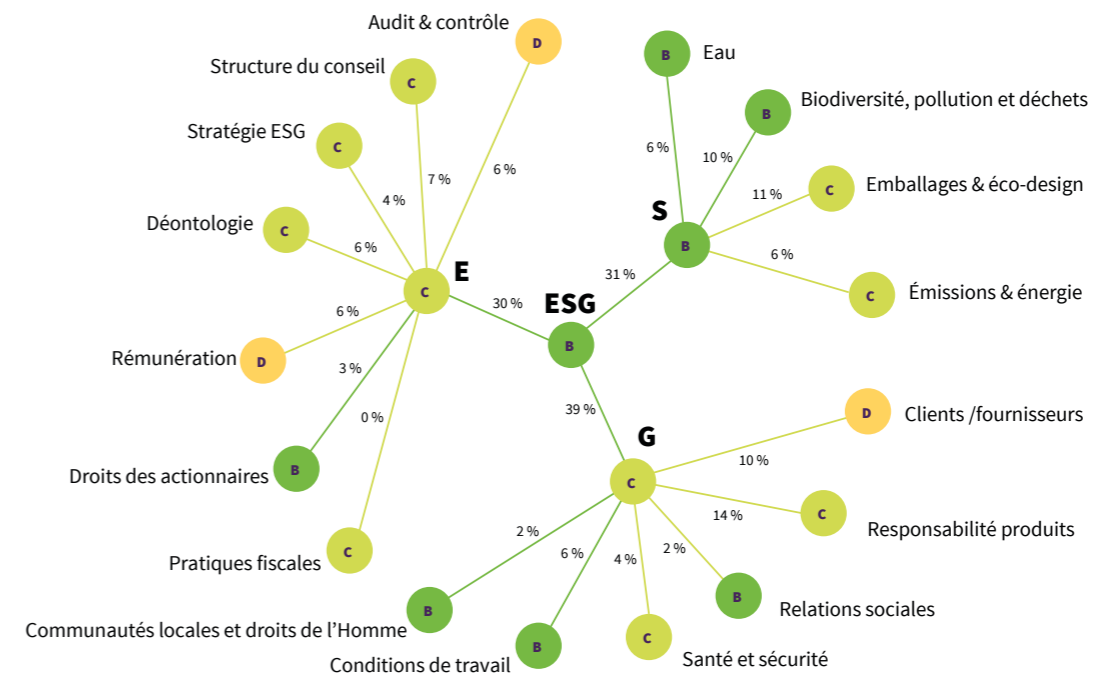 Audit & contrôle
D
Structure du conseil
C
Stratégie ESG
C
Déontologie
C
Rémunération
D
Droits des actionnaires
B
Pratiques fiscales
C
6 %
7 %
4 %
6 %
6 %
3 %
0 %
E
C
30 %
ESG
B
31 %
39 %
S
B
6 %
10 %
11 %
6 %
B
Eau
B
Biodiversité, pollution et déchets
C
Emballages & éco-design
C
Émissions & énergie
G
C
10 %
14 %
2 %
4 %
6 %
2 %
D
Clients /fournisseurs
C
Responsabilité produits
B
Relations sociales
C
Santé et sécurité
B
Conditions de travail
B
Communautés locales et droits de l’Homme